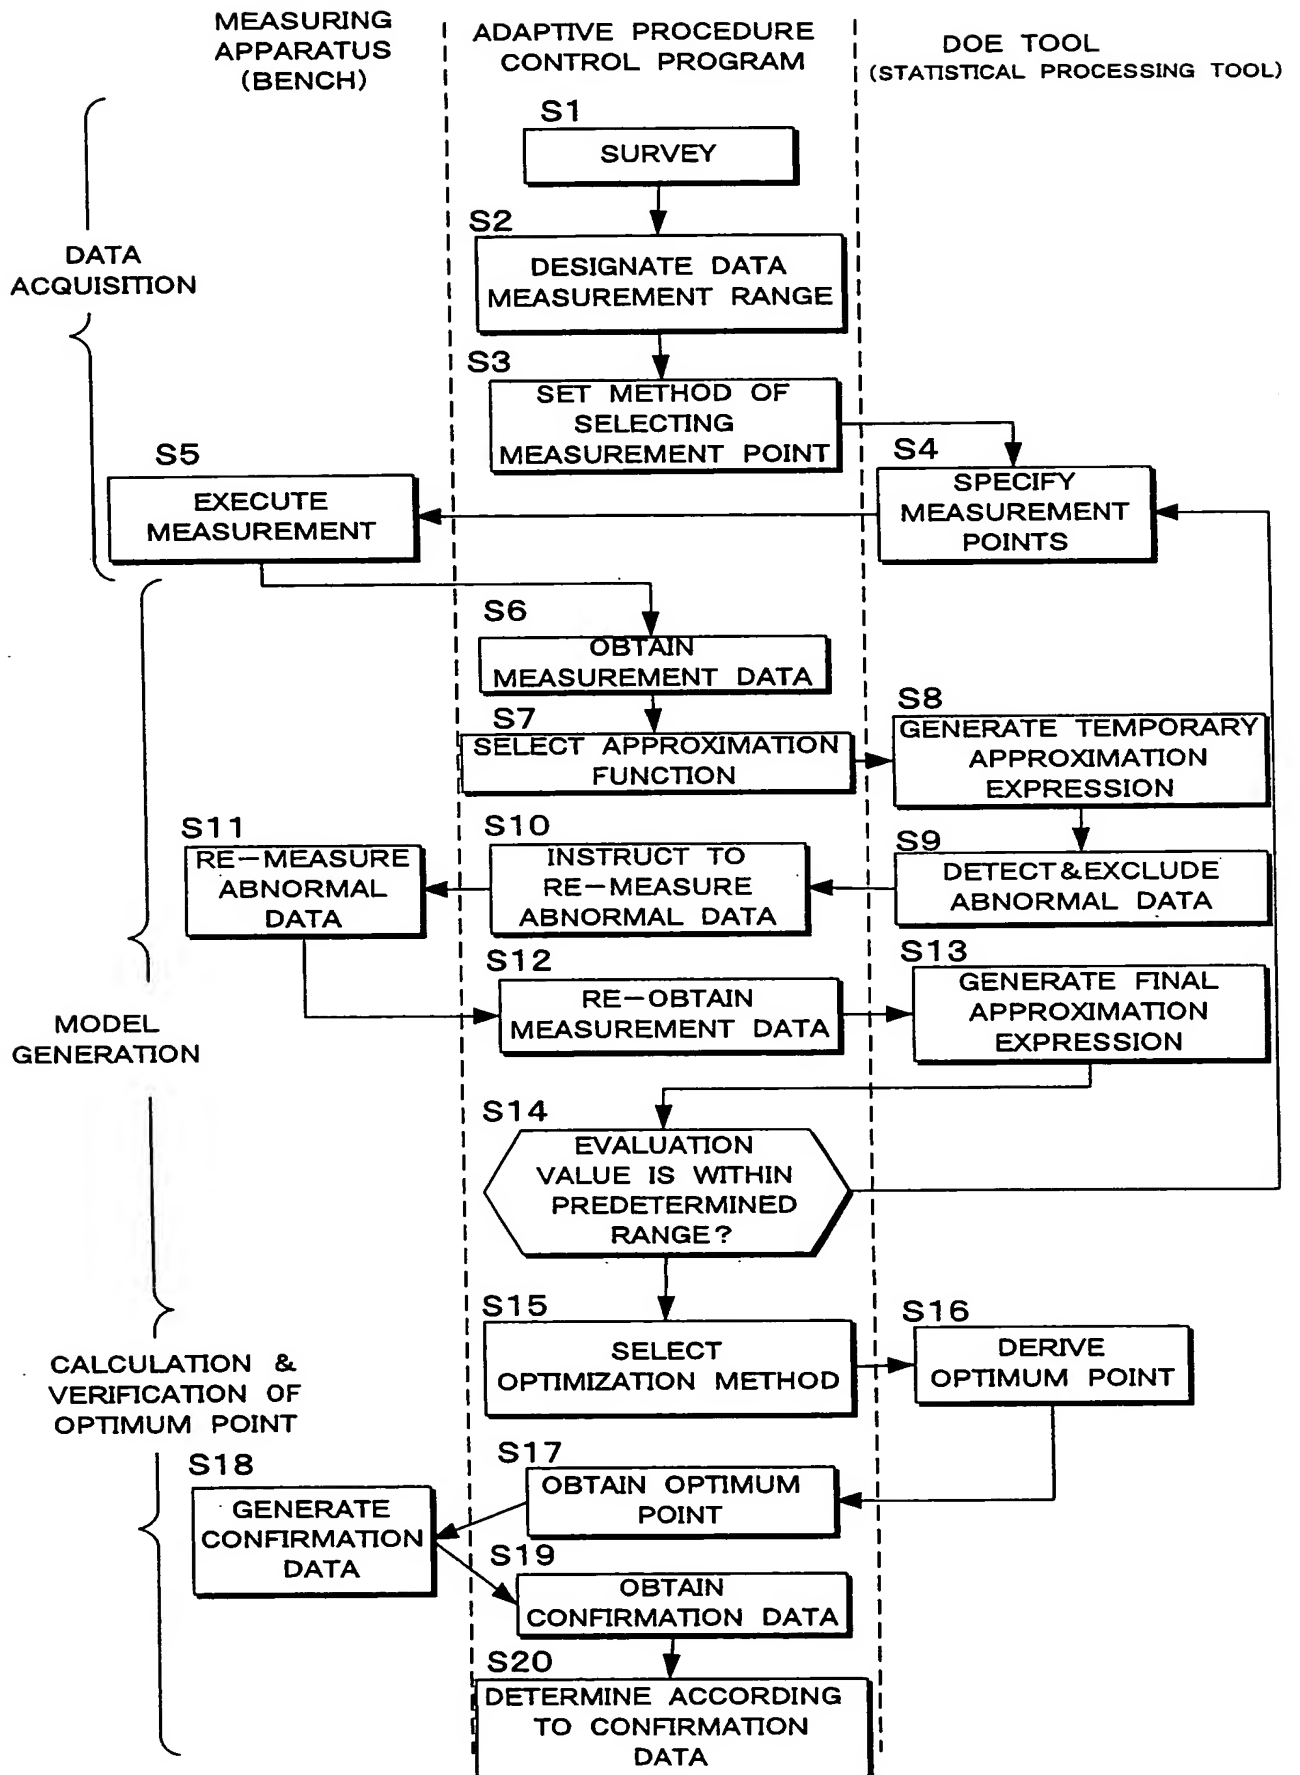 MEASURING
APPARATUS
(BENCH)
ADAPTIVE PROCEDURE
CONTROL PROGRAM
DOE TOOL
(STATISTICAL PROCESSING TOOL)
S1
SURVEY
S2
DESIGNATE DATA
MEASUREMENT RANGE
DATA
ACQUISITION
S3
SET METHOD OF
SELECTING
MEASUREMENT POINT
S4
SPECIFY
MEASUREMENT
POINTS
S5
EXECUTE
MEASUREMENT
S6
OBTAIN
MEASUREMENT DATA
S7
SELECT APPROXIMATION
FUNCTION
S8
GENERATE TEMPORARY
APPROXIMATION
EXPRESSION
S9
DETECT&EXCLUDE
ABNORMAL DATA
S10
INSTRUCT TO
RE-MEASURE
ABNORMAL DATA
S11
RE-MEASURE
ABNORMAL
DATA
S12
RE-OBTAIN
MEASUREMENT DATA
S13
GENERATE FINAL
APPROXIMATION
EXPRESSION
MODEL
GENERATION
S14
EVALUATION
VALUE IS WITHIN
PREDETERMINED
RANGE?
S15
SELECT
OPTIMIZATION METHOD
S16
DERIVE
OPTIMUM POINT
CALCULATION &
VERIFICATION OF
OPTIMUM POINT
S17
OBTAIN OPTIMUM
POINT
S18
GENERATE
CONFIRMATION
DATA
S19
OBTAIN
CONFIRMATION DATA
S20
DETERMINE ACCORDING
TO CONFIRMATION
DATA